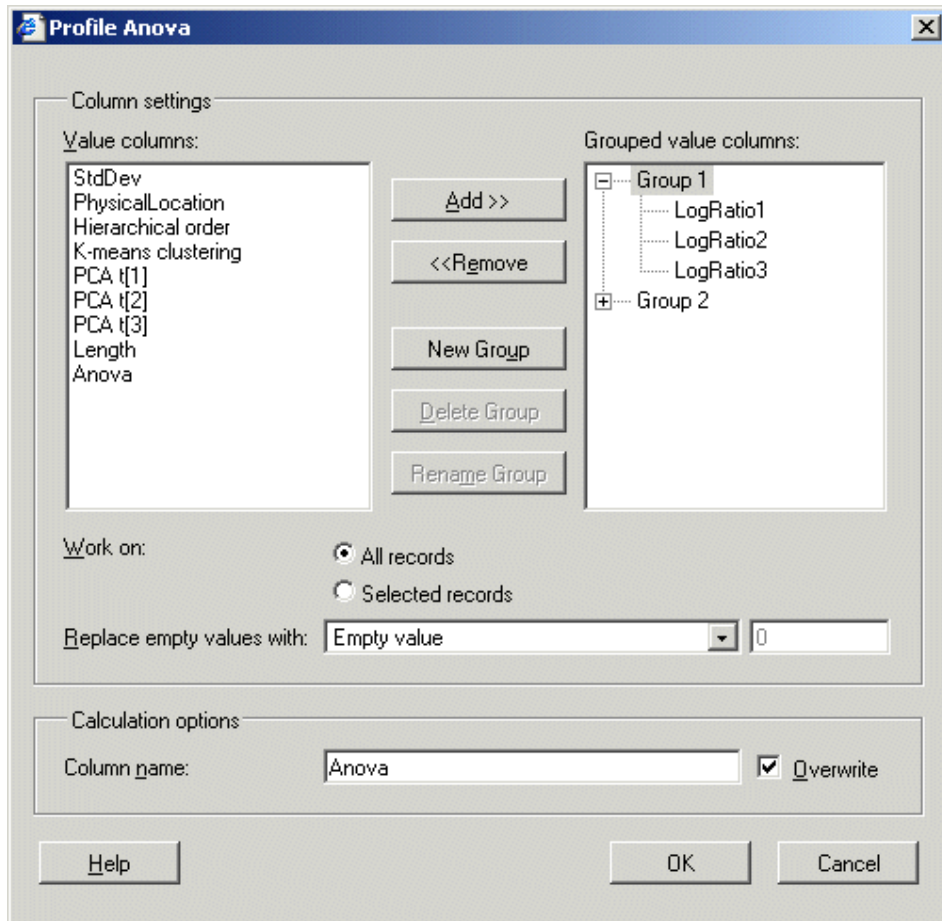 Profile Anova
Column settings
Value columns:
StdDev
PhysicalLocation
Hierarchical order
K-means clustering
PCA t[1]
PCA t[2]
PCA t[3]
Length
Anova
Add >>
<<Remove
New Group
Delete Group
Rename Group
Grouped value columns:
Group 1
LogRatio1
LogRatio2
LogRatio3
Group 2
Work on:
All records
Selected records
Replace empty values with: Empty value 0
Calculation options
Column name: Anova Overwrite
Help OK Cancel